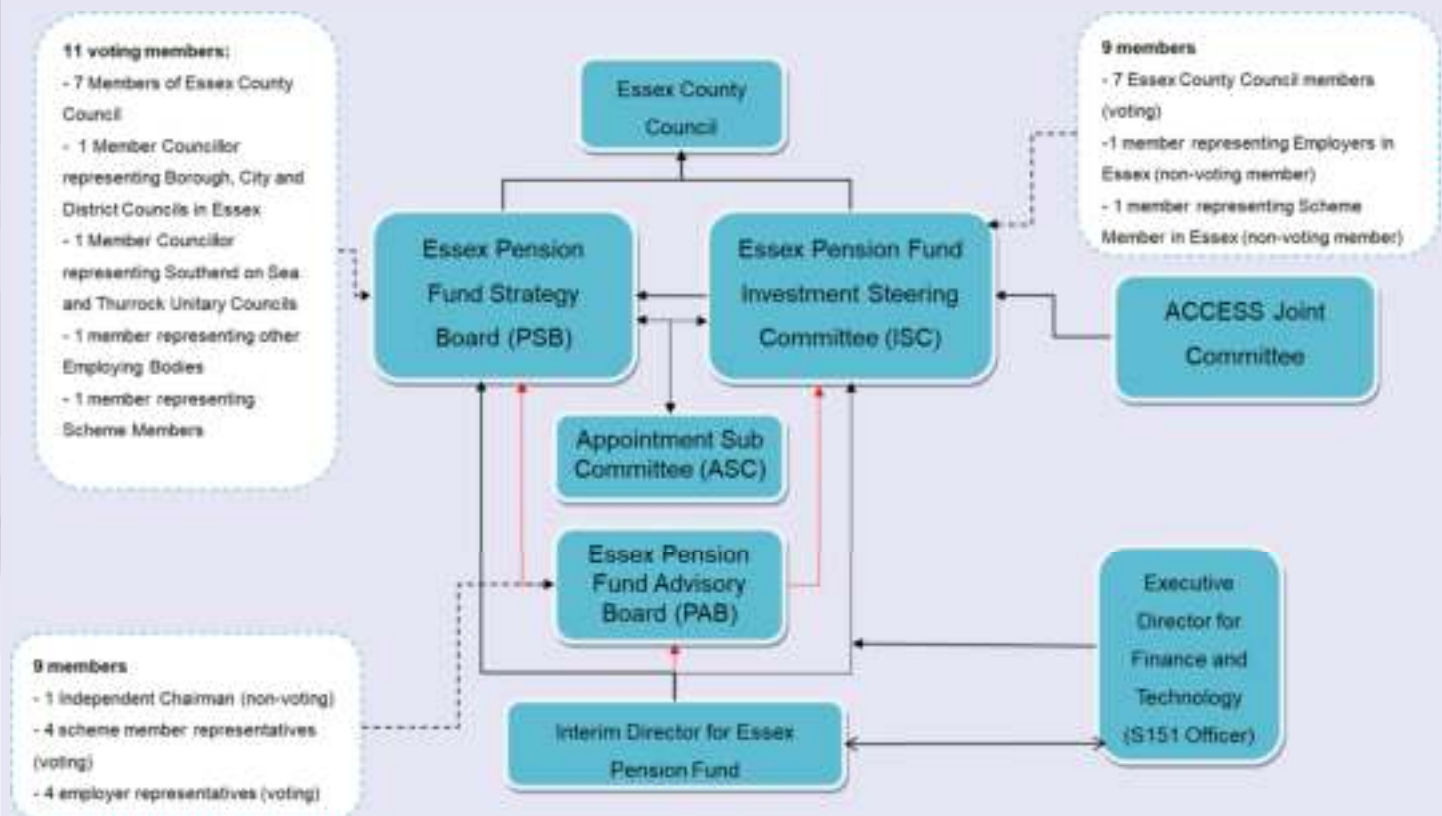 11 voting members:
- 7 Members of Essex County
Council
- 1 Member Councillor
representing Borough, City and
District Councils in Essex
- 1 Member Councillor
representing Southend on Sea
and Thurrock Unitary Councils
- 1 member representing other
Employing Bodies
- 1 member representing
Scheme Members
Essex County
Council
9 members
- 7 Essex County Council members
(voting)
-1 member representing Employers in
Essex (non-voting member)
- 1 member representing Scheme
Member in Essex (non-voting member)
Essex Pension
Fund Strategy
Board (PSB)
Essex Pension Fund
Investment Steering
Committee (ISC)
ACCESS Joint
Committee
Appointment Sub
Committee (ASC)
Essex Pension
Fund Advisory
Board (PAB)
Executive
Director for
Finance and
Technology
(S151 Officer)
9 members
- 1 Independent Chairman (non-voting)
- 4 scheme member representatives
(voting)
- 4 employer representatives (voting)
Interim Director for Essex
Pension Fund